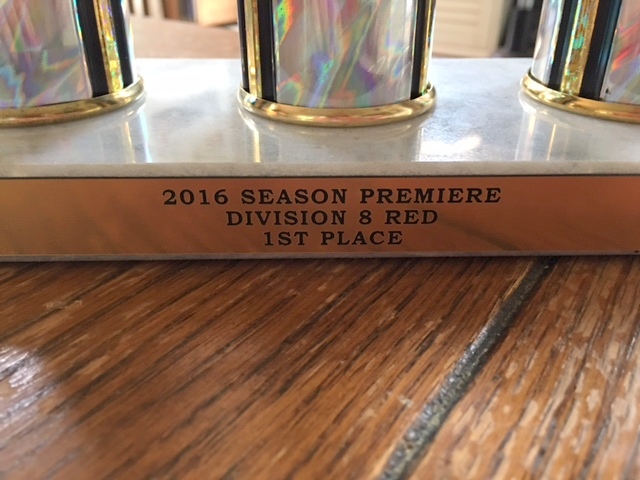 2016 SEASON PREMIERE
DIVISION 8 RED
1ST PLACE